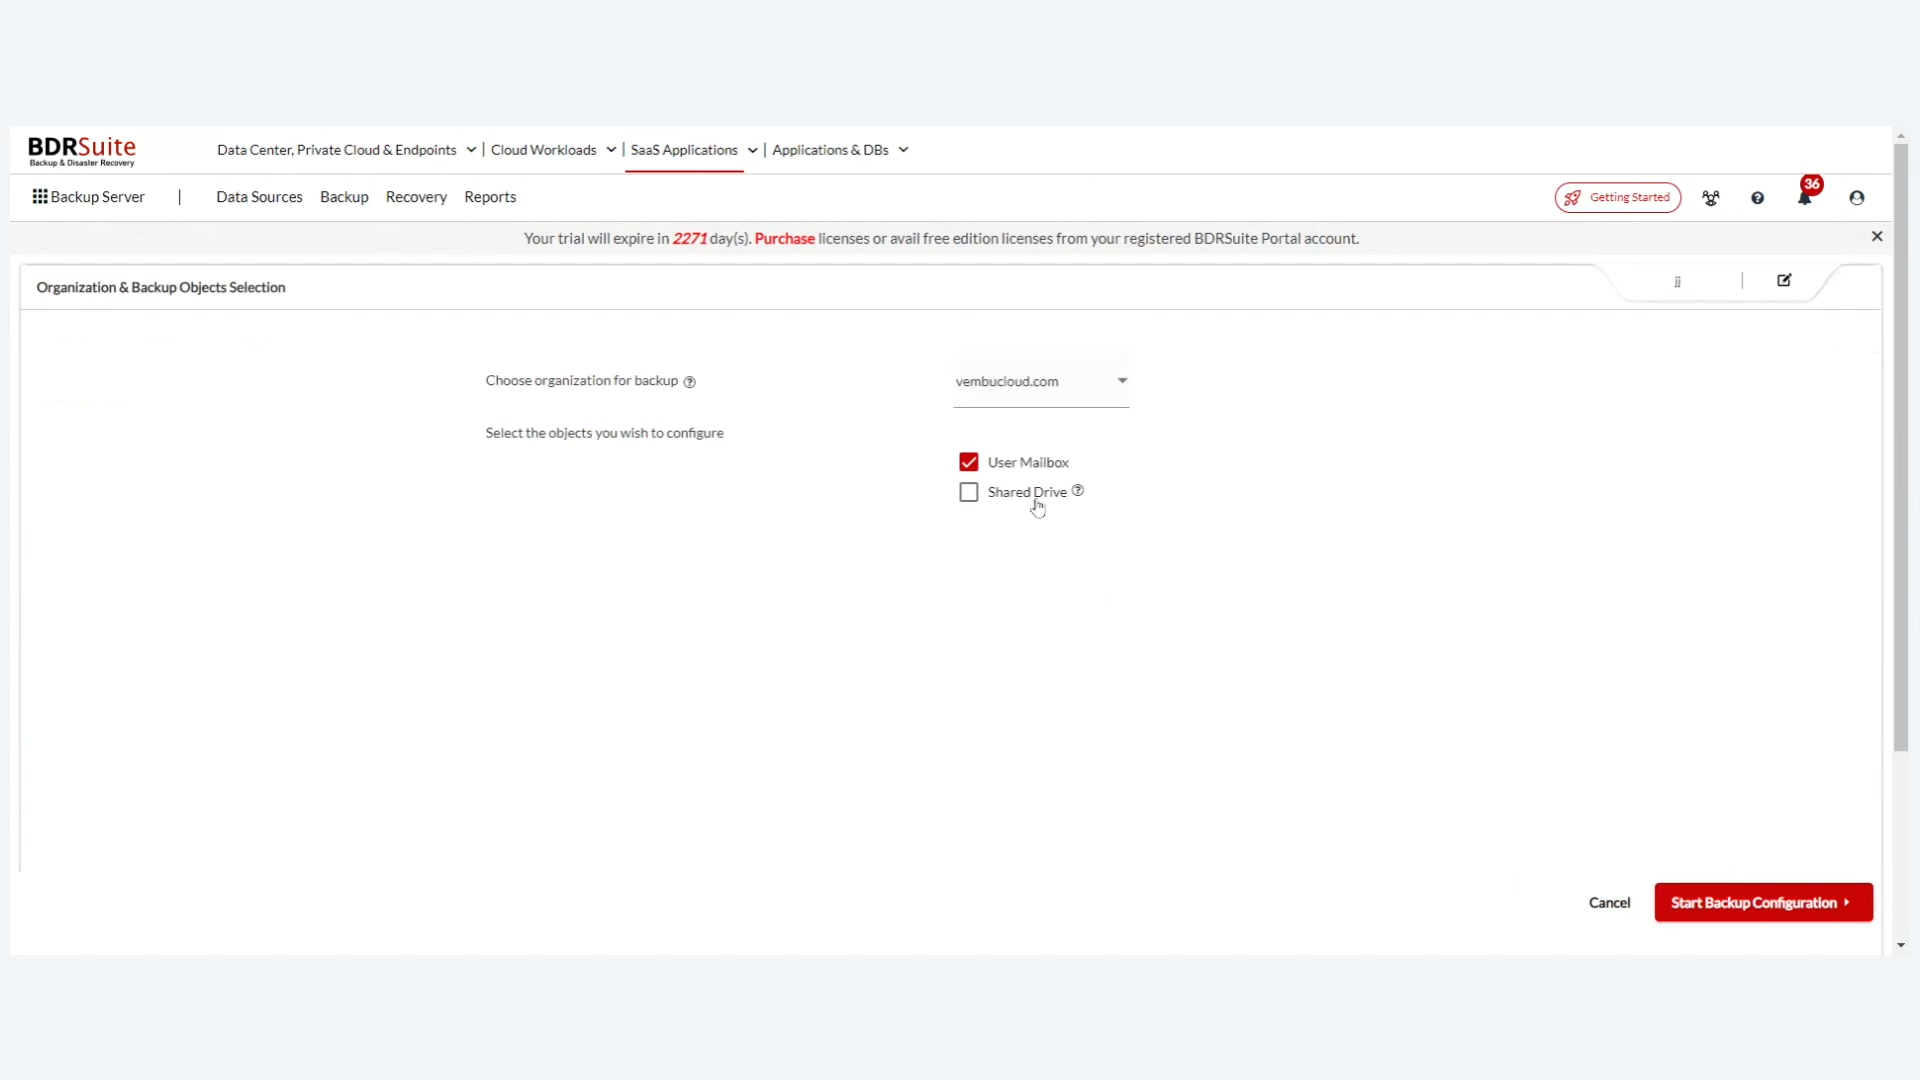 BDRSuite
Backup & Disaster Recovery
Data Center, Private Cloud & Endpoints | Cloud Workloads | SaaS Applications | Applications & DBs
Backup Server | Data Sources Backup Recovery Reports Getting Started 36
Your trial will expire in 2271 day(s). Purchase licenses or avail free edition licenses from your registered BDRSuite Portal account.
Organization & Backup Objects Selection
jj
Choose organization for backup
vembucloud.com
Select the objects you wish to configure
User Mailbox
Shared Drive
Cancel Start Backup Configuration